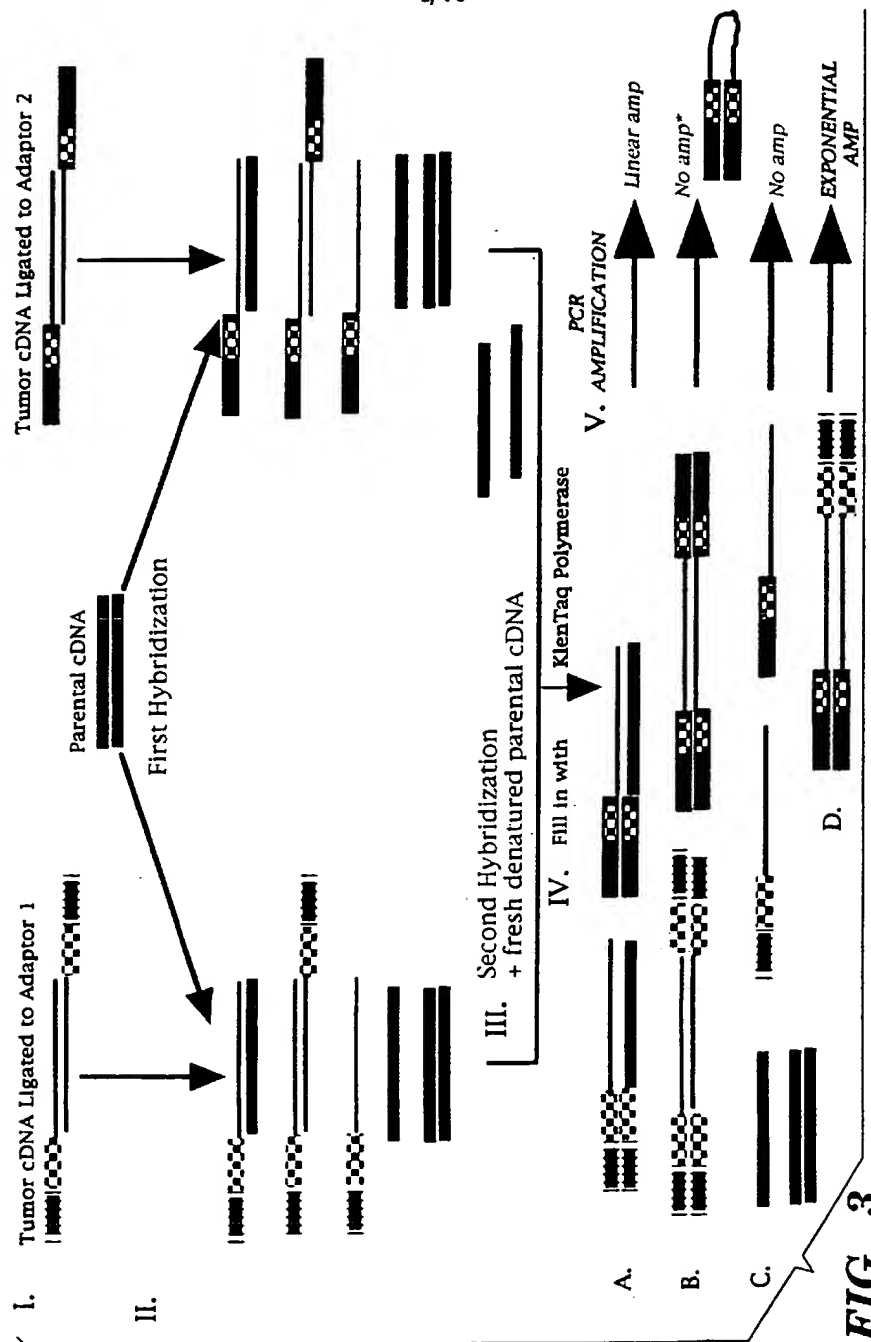 I.
Tumor cDNA Ligated to Adaptor 1
Tumor cDNA Ligated to Adaptor 2
Parental cDNA
First Hybridization
II.
III. Second Hybridization
+ fresh denatured parental cDNA
IV. Fill in with KlenTaq Polymerase
V. PCR
AMPLIFICATION
A.
Linear amp
B.
No amp*
C.
No amp
D.
EXPONENTIAL
AMP
FIG. 3